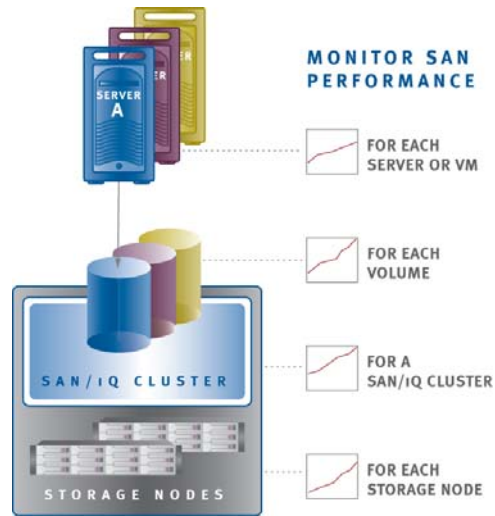 MONITOR SAN
PERFORMANCE
SERVER
A
FOR EACH
SERVER OR VM
FOR EACH
VOLUME
SAN/iQ CLUSTER
FOR A
SAN/iQ CLUSTER
STORAGE NODES
FOR EACH
STORAGE NODE